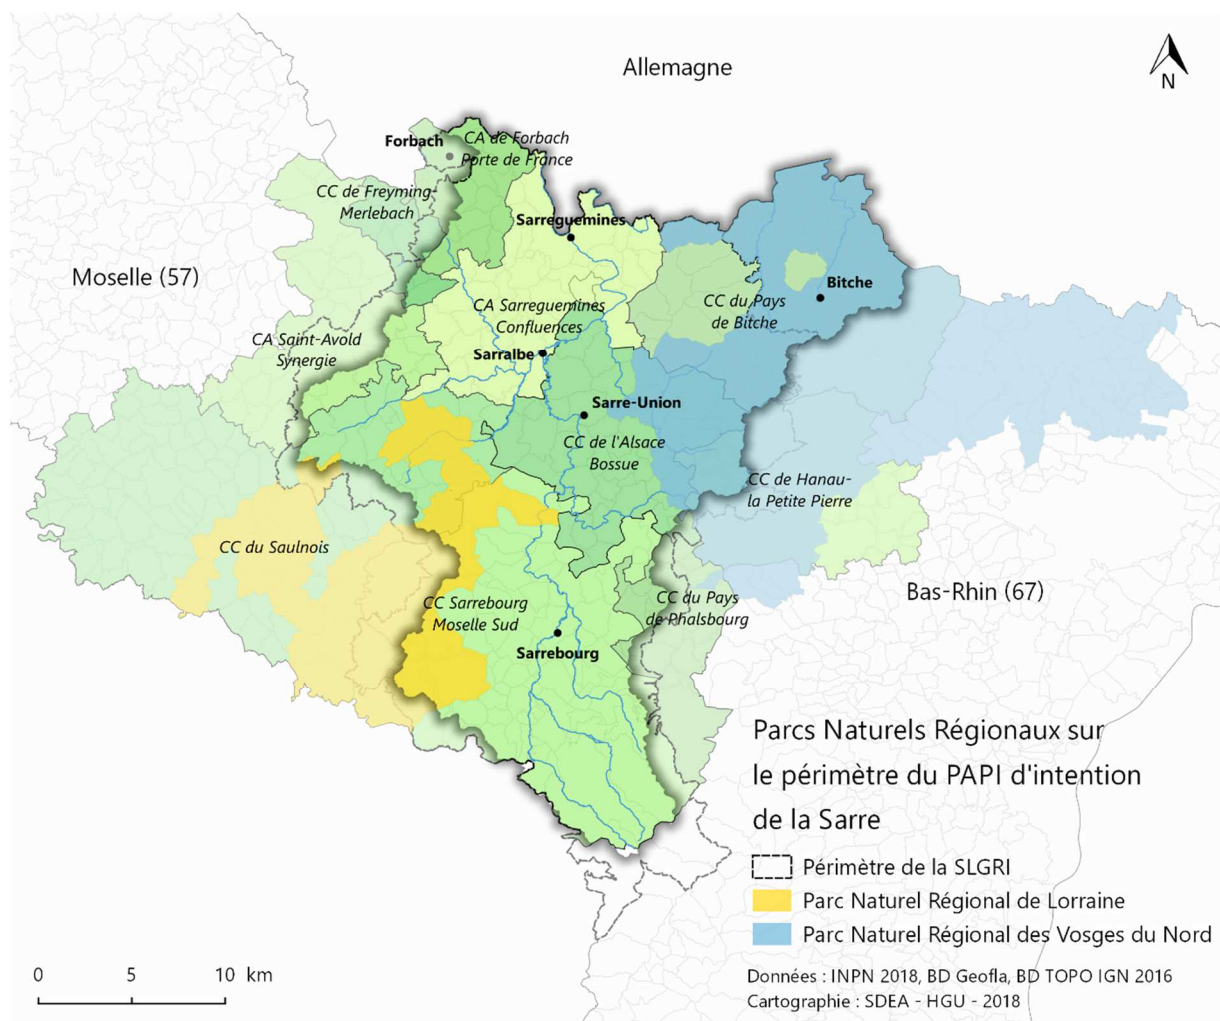 Allemagne
N
Forbach
CA de Forbach
Porte de France
CC de Freyming-
Merlebach
Sarreguemines
Moselle (57)
Bitche
CA Sarreguemines
Confluences
CC du Pays
de Bitche
CA Saint-Avold
Synergie
Sarralbe
Sarre-Union
CC de l'Alsace
Bossue
CC de Hanau-
la Petite Pierre
CC du Saulnois
Bas-Rhin (67)
CC Sarrebourg
Moselle Sud
CC du Pays
de Phalsbourg
Sarrebourg
Parcs Naturels Régionaux sur
le périmètre du PAPI d'intention
de la Sarre
Périmètre de la SLGRI
Parc Naturel Régional de Lorraine
Parc Naturel Régional des Vosges du Nord
0 5 10 km
Données : INPN 2018, BD Geofla, BD TOPO IGN 2016
Cartographie : SDEA - HGU - 2018